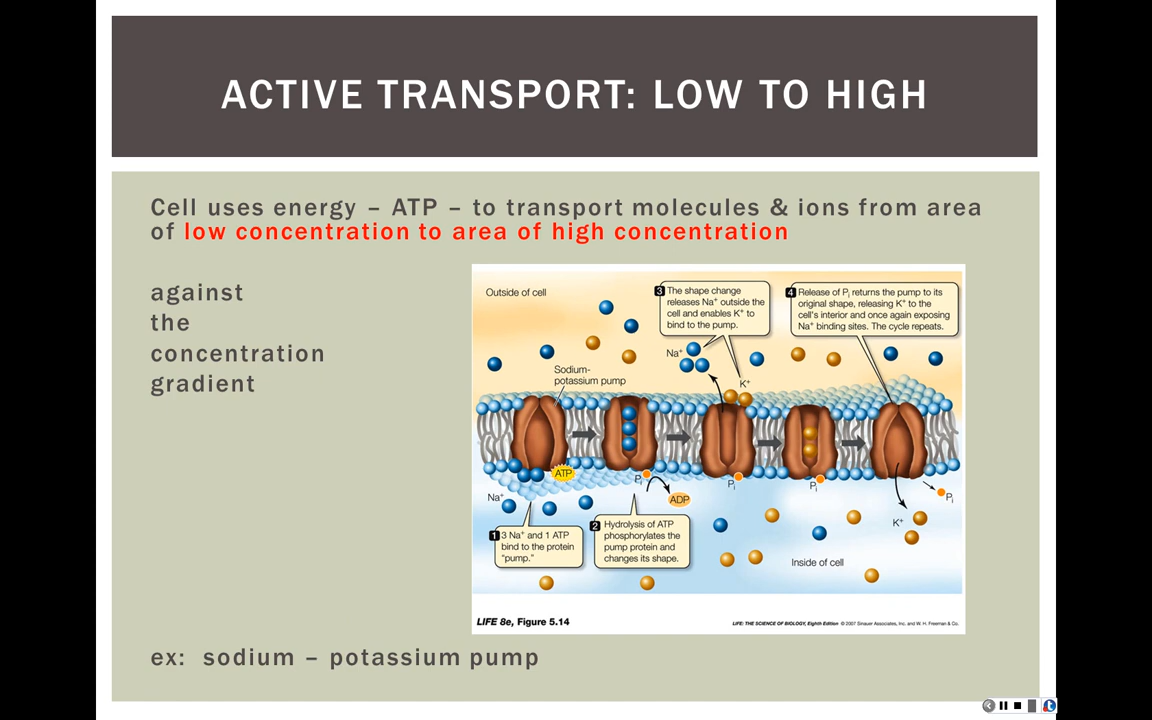 ACTIVE TRANSPORT: LOW TO HIGH
Cell uses energy – ATP – to transport molecules & ions from area
of low concentration to area of high concentration
against
the
concentration
gradient
Outside of cell
3 The shape change
releases Na⁺ outside the
cell and enables K⁺ to
bind to the pump.
4 Release of Pi returns the pump to its
original shape, releasing K⁺ to the
cell's interior and once again exposing
Na⁺ binding sites. The cycle repeats.
Na⁺
Sodium-
potassium pump
K⁺
ATP
Pi
Pi
Pi
Pi
Na⁺
ADP
K⁺
1 3 Na⁺ and 1 ATP
bind to the protein
“pump.”
2 Hydrolysis of ATP
phosphorylates the
pump protein and
changes its shape.
Inside of cell
LIFE 8e, Figure 5.14
LIFE: THE SCIENCE OF BIOLOGY, Eighth Edition © 2007 Sinauer Associates, Inc. and W. H. Freeman & Co.
ex: sodium – potassium pump